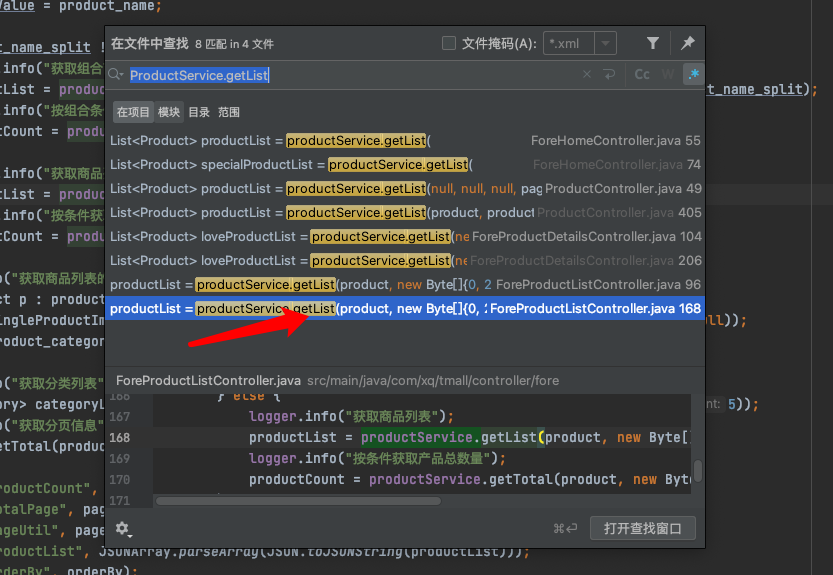 Value = product_name;
在文件中查找 8 匹配 in 4 文件
文件掩码(A): *.xml
t_name_split !
.info("获取组合
ProductService.getList
Cc W .*
tList = produc
t_name_split);
.info("按组合条
在项目 模块 目录 范围
tCount = produ
List<Product> productList = productService.getList( ForeHomeController.java 55
List<Product> specialProductList = productService.getList( ForeHomeController.java 74
.info("获取商品
List<Product> productList = productService.getList(null, null, null, pag ProductController.java 49
tList = produc
List<Product> productList = productService.getList(product, product ProductController.java 405
.info("按条件获
List<Product> loveProductList = productService.getList(ne ForeProductDetailsController.java 104
tCount = produ
List<Product> loveProductList = productService.getList(ne ForeProductDetailsController.java 206
o("获取商品列表的
productList = productService.getList(product, new Byte[]{0, 2 ForeProductListController.java 96
ct p : product
productList = productService.getList(product, new Byte[]{0, 2 ForeProductListController.java 168
ingleProductIm
ll));
roduct_categor
ForeProductListController.java src/main/java/com/xq/tmall/controller/fore
o("获取分类列表"
168 } else {
gory> categoryL
nt: 5));
167 logger.info("获取商品列表");
o("获取分页信息"
168 productList = productService.getList(product, new Byte[]
etTotal(produc
169 logger.info("按条件获取产品总数量");
170 productCount = productService.getTotal(product, new Byte
roductCount",
171
otalPage", pag
ageUtil", page
打开查找窗口
roductList", JSONArray.parseArray(JSON.toJSONString(productList)));
rderBy", orderBy);